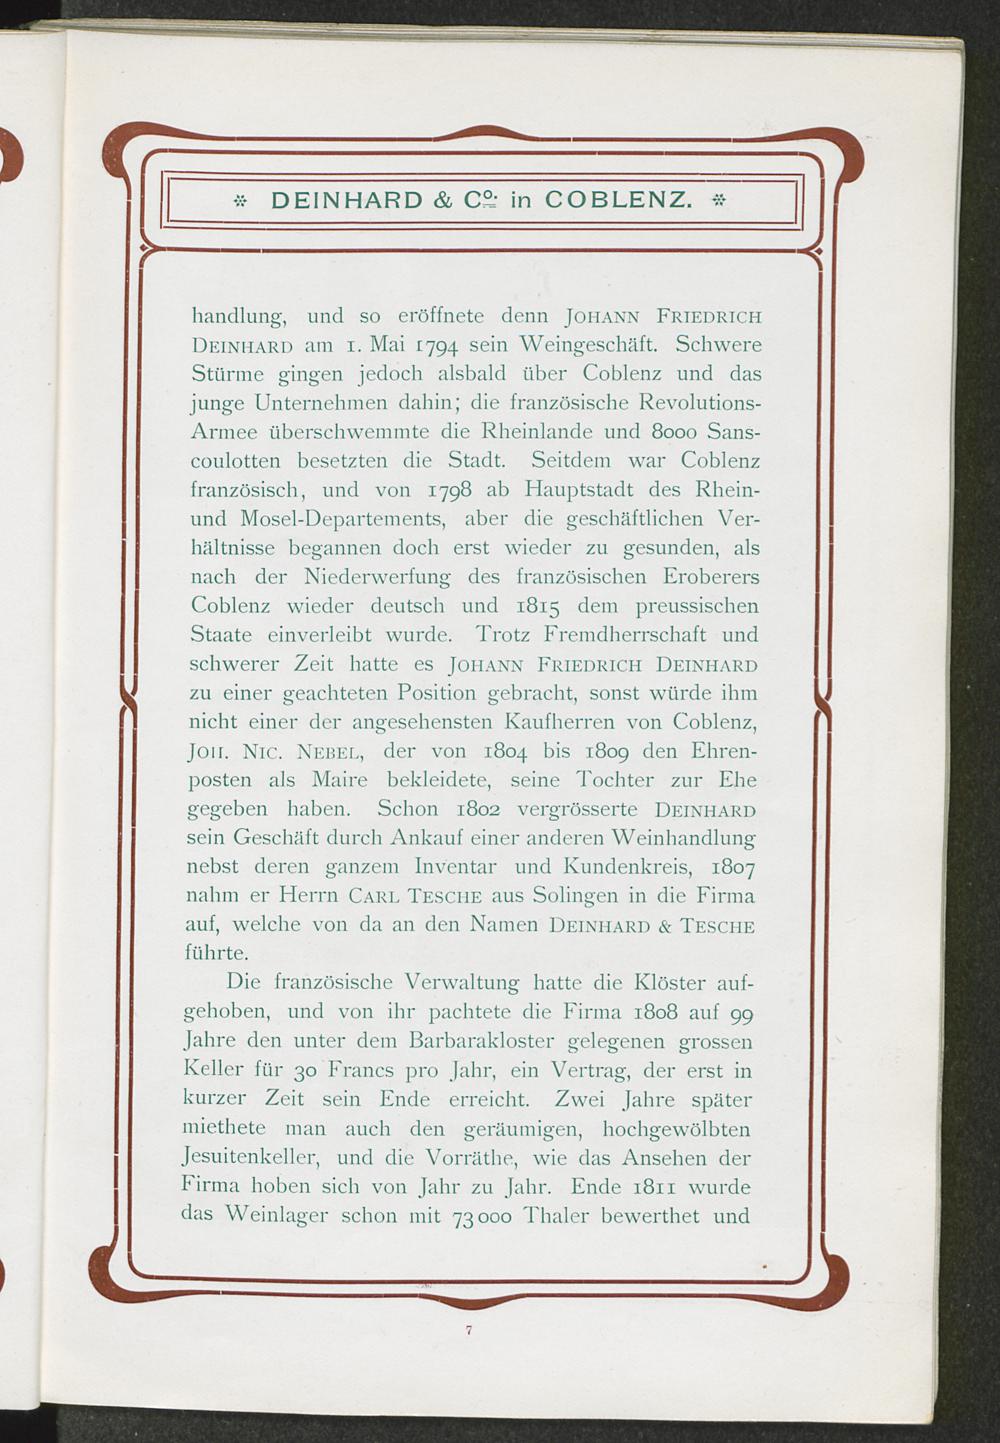 DEINHARD & Co. in COBLENZ.
handlung, und so eröffnete denn JOHANN FRIEDRICH
DEINHARD am 1. Mai 1794 sein Weingeschäft. Schwere
Stürme gingen jedoch alsbald über Coblenz und das
junge Unternehmen dahin; die französische Revolutions-
Armee überschwemmte die Rheinlande und 8000 Sans-
coulotten besetzten die Stadt. Seitdem war Coblenz
französisch, und von 1798 ab Hauptstadt des Rhein-
und Mosel-Departements, aber die geschäftlichen Ver-
hältnisse begannen doch erst wieder zu gesunden, als
nach der Niederwerfung des französischen Eroberers
Coblenz wieder deutsch und 1815 dem preussischen
Staate einverleibt wurde. Trotz Fremdherrschaft und
schwerer Zeit hatte es JOHANN FRIEDRICH DEINHARD
zu einer geachteten Position gebracht, sonst würde ihm
nicht einer der angesehensten Kaufherren von Coblenz,
JOH. NIC. NEBEL, der von 1804 bis 1809 den Ehren-
posten als Maire bekleidete, seine Tochter zur Ehe
gegeben haben. Schon 1802 vergrösserte DEINHARD
sein Geschäft durch Ankauf einer anderen Weinhandlung
nebst deren ganzem Inventar und Kundenkreis, 1807
nahm er Herrn CARL TESCHE aus Solingen in die Firma
auf, welche von da an den Namen DEINHARD & TESCHE
führte.
Die französische Verwaltung hatte die Klöster auf-
gehoben, und von ihr pachtete die Firma 1808 auf 99
Jahre den unter dem Barbarakloster gelegenen grossen
Keller für 30 Francs pro Jahr, ein Vertrag, der erst in
kurzer Zeit sein Ende erreicht. Zwei Jahre später
miethete man auch den geräumigen, hochgewölbten
Jesuitenkeller, und die Vorräthe, wie das Ansehen der
Firma hoben sich von Jahr zu Jahr. Ende 1811 wurde
das Weinlager schon mit 73000 Thaler bewerthet und
7